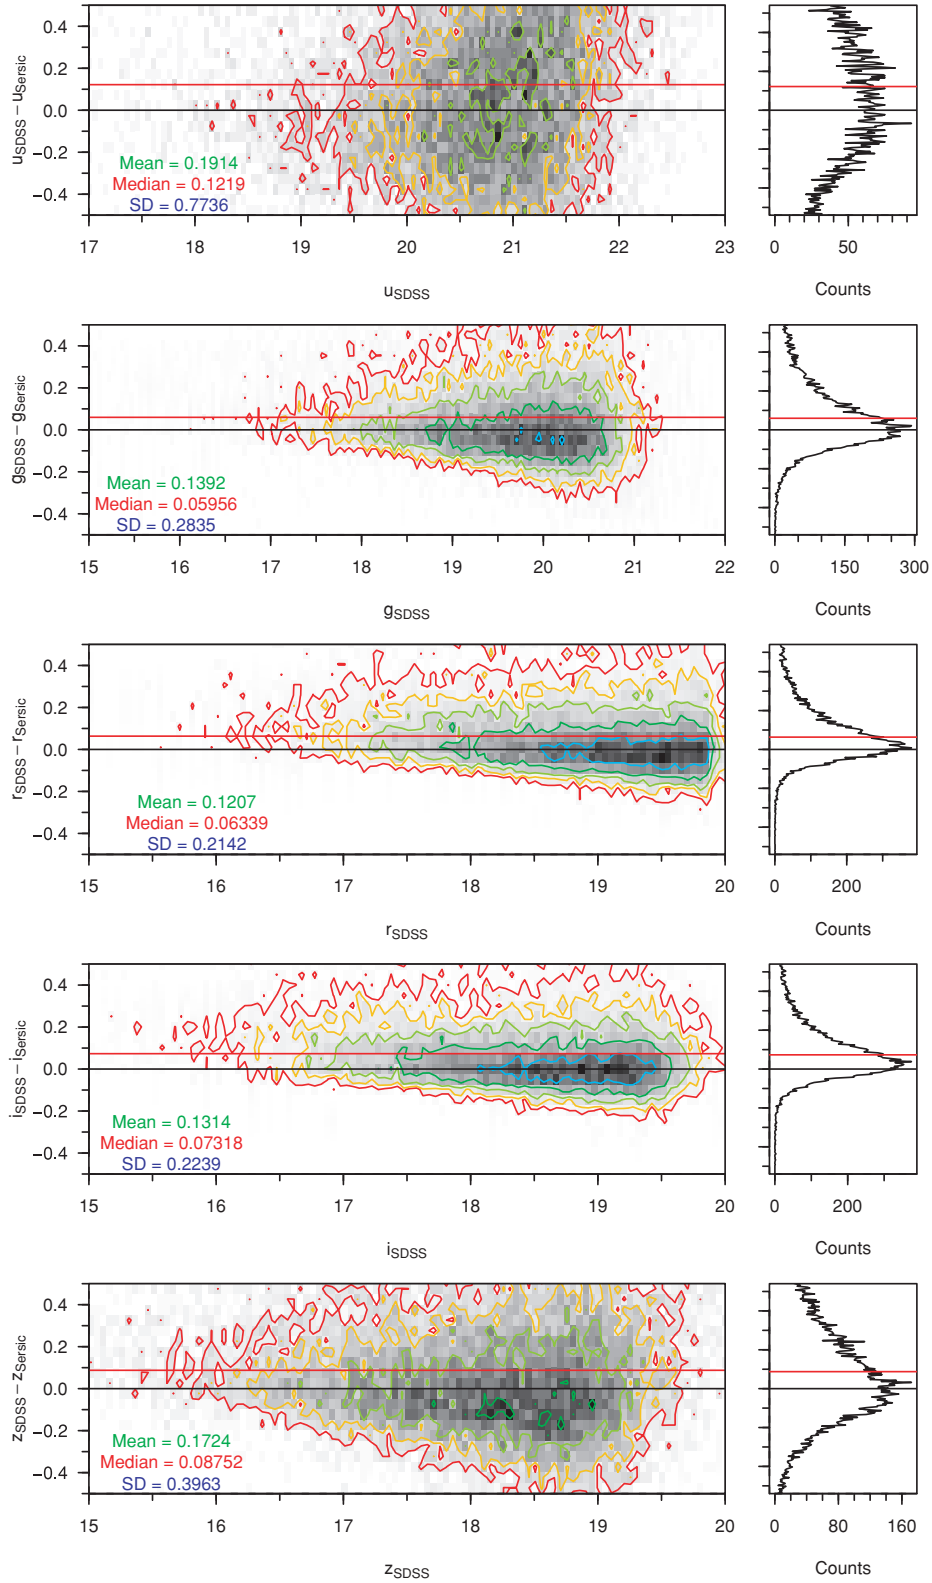 0.4
0.2
0.0
−0.2
−0.4
uSDSS − uSersic
Mean = 0.1914
Median = 0.1219
SD = 0.7736
17 18 19 20 21 22 23
0 50
uSDSS
Counts
0.4
0.2
0.0
−0.2
−0.4
gSDSS − gSersic
Mean = 0.1392
Median = 0.05956
SD = 0.2835
15 16 17 18 19 20 21 22
0 150 300
gSDSS
Counts
0.4
0.2
0.0
−0.2
−0.4
rSDSS − rSersic
Mean = 0.1207
Median = 0.06339
SD = 0.2142
15 16 17 18 19 20
0 200
rSDSS
Counts
0.4
0.2
0.0
−0.2
−0.4
iSDSS − iSersic
Mean = 0.1314
Median = 0.07318
SD = 0.2239
15 16 17 18 19 20
0 200
iSDSS
Counts
0.4
0.2
0.0
−0.2
−0.4
zSDSS − zSersic
Mean = 0.1724
Median = 0.08752
SD = 0.3963
15 16 17 18 19 20
0 80 160
zSDSS
Counts